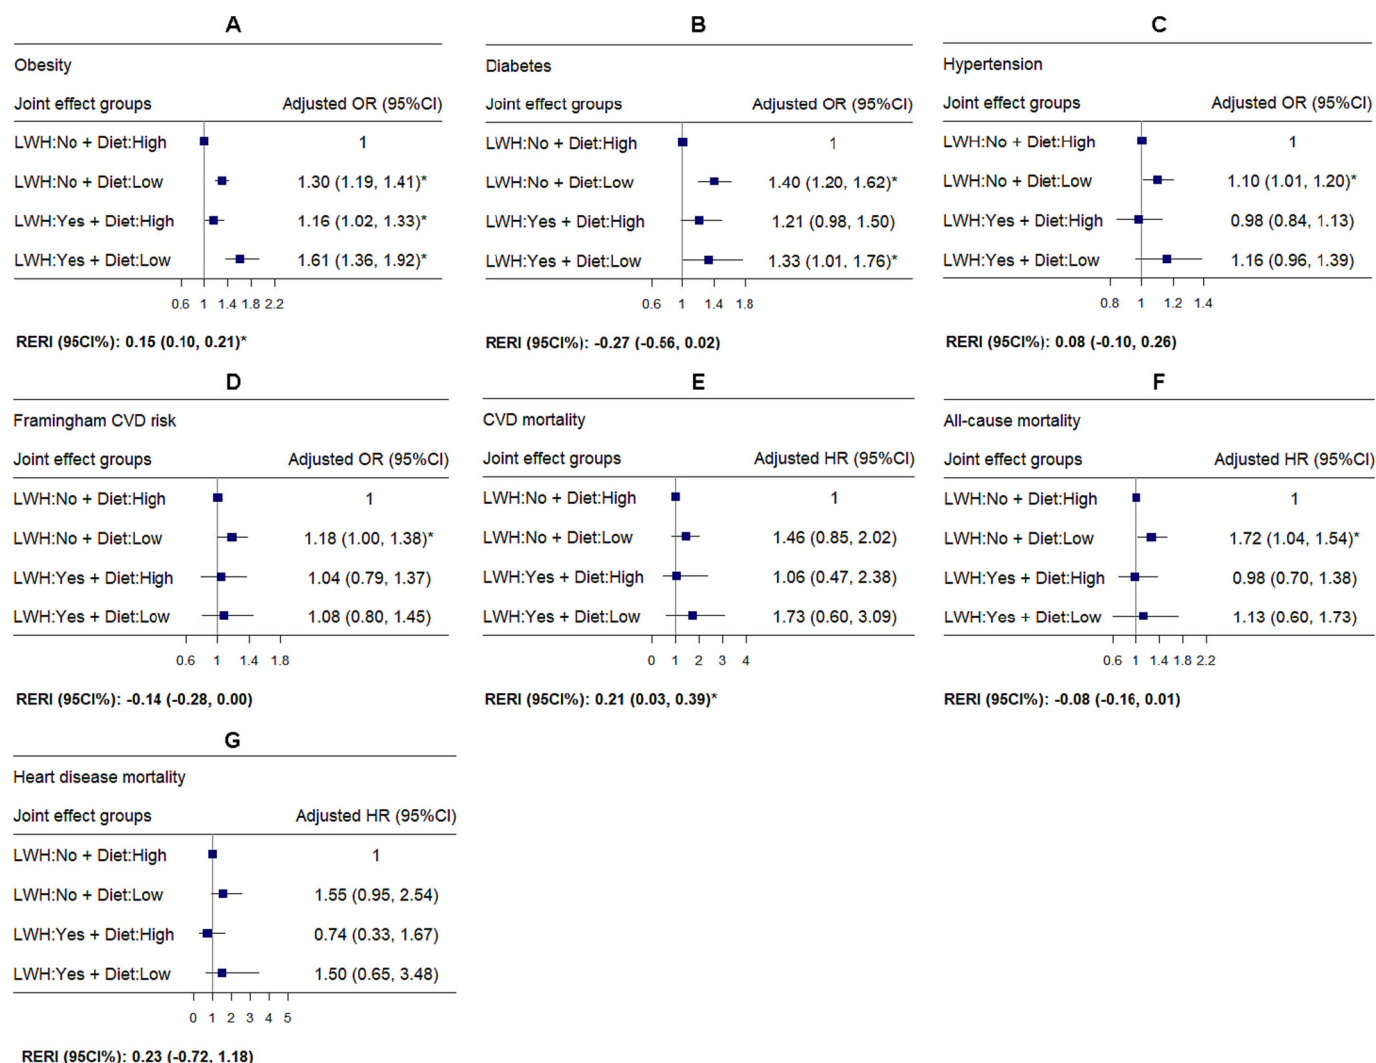 A
Obesity
Joint effect groups Adjusted OR (95%CI)
LWH:No + Diet:High 1
LWH:No + Diet:Low 1.30 (1.19, 1.41)*
LWH:Yes + Diet:High 1.16 (1.02, 1.33)*
LWH:Yes + Diet:Low 1.61 (1.36, 1.92)*
0.6 1 1.4 1.8 2.2
RERI (95CI%): 0.15 (0.10, 0.21)*
B
Diabetes
Joint effect groups Adjusted OR (95%CI)
LWH:No + Diet:High 1
LWH:No + Diet:Low 1.40 (1.20, 1.62)*
LWH:Yes + Diet:High 1.21 (0.98, 1.50)
LWH:Yes + Diet:Low 1.33 (1.01, 1.76)*
0.6 1 1.4 1.8
RERI (95CI%): -0.27 (-0.56, 0.02)
C
Hypertension
Joint effect groups Adjusted OR (95%CI)
LWH:No + Diet:High 1
LWH:No + Diet:Low 1.10 (1.01, 1.20)*
LWH:Yes + Diet:High 0.98 (0.84, 1.13)
LWH:Yes + Diet:Low 1.16 (0.96, 1.39)
0.8 1 1.2 1.4
RERI (95CI%): 0.08 (-0.10, 0.26)
D
Framingham CVD risk
Joint effect groups Adjusted OR (95%CI)
LWH:No + Diet:High 1
LWH:No + Diet:Low 1.18 (1.00, 1.38)*
LWH:Yes + Diet:High 1.04 (0.79, 1.37)
LWH:Yes + Diet:Low 1.08 (0.80, 1.45)
0.6 1 1.4 1.8
RERI (95CI%): -0.14 (-0.28, 0.00)
E
CVD mortality
Joint effect groups Adjusted HR (95%CI)
LWH:No + Diet:High 1
LWH:No + Diet:Low 1.46 (0.85, 2.02)
LWH:Yes + Diet:High 1.06 (0.47, 2.38)
LWH:Yes + Diet:Low 1.73 (0.60, 3.09)
0 1 2 3 4
RERI (95CI%): 0.21 (0.03, 0.39)*
F
All-cause mortality
Joint effect groups Adjusted HR (95%CI)
LWH:No + Diet:High 1
LWH:No + Diet:Low 1.72 (1.04, 1.54)*
LWH:Yes + Diet:High 0.98 (0.70, 1.38)
LWH:Yes + Diet:Low 1.13 (0.60, 1.73)
0.6 1 1.4 1.8 2.2
RERI (95CI%): -0.08 (-0.16, 0.01)
G
Heart disease mortality
Joint effect groups Adjusted HR (95%CI)
LWH:No + Diet:High 1
LWH:No + Diet:Low 1.55 (0.95, 2.54)
LWH:Yes + Diet:High 0.74 (0.33, 1.67)
LWH:Yes + Diet:Low 1.50 (0.65, 3.48)
0 1 2 3 4 5
RERI (95CI%): 0.23 (-0.72, 1.18)